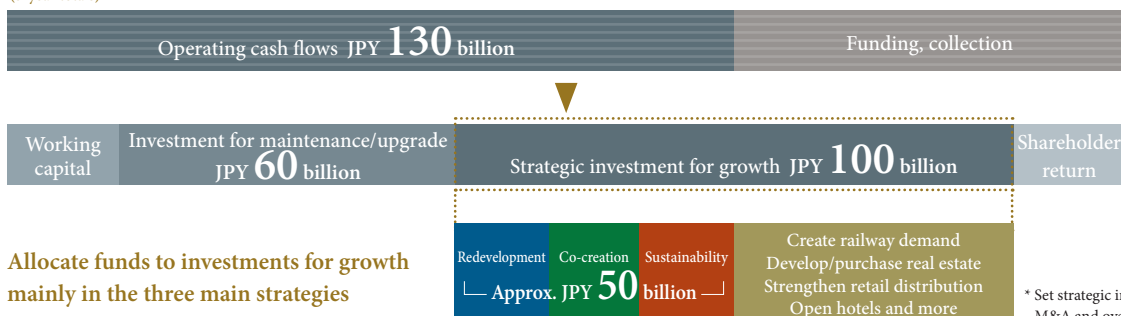 Operating cash flows JPY 130 billion
Funding, collection
Working
capital
Investment for maintenance/upgrade
JPY 60 billion
Strategic investment for growth JPY 100 billion
Shareholder
return
Allocate funds to investments for growth
mainly in the three main strategies
Redevelopment
Co-creation
Sustainability
Approx. JPY 50 billion
Create railway demand
Develop/purchase real estate
Strengthen retail distribution
Open hotels and more
* Set strategic
M&A and